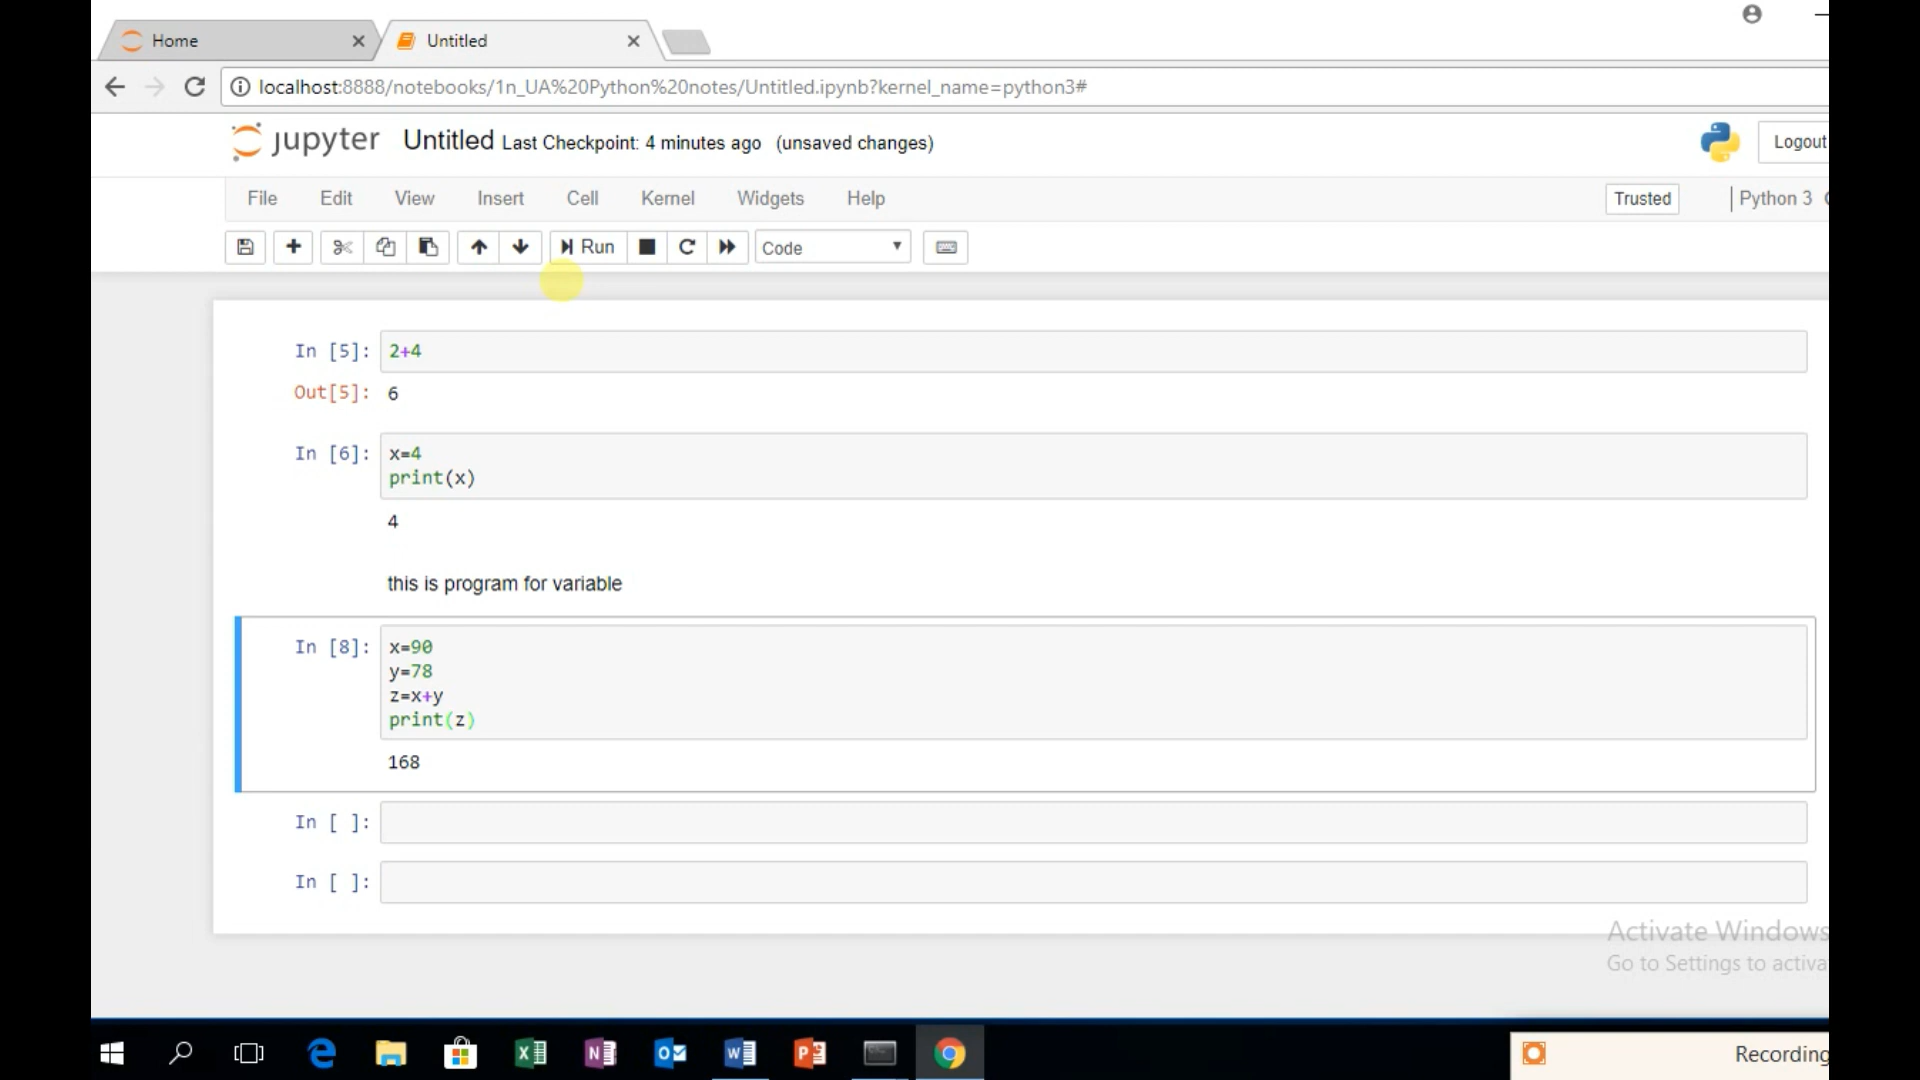 Home
Untitled
localhost:8888/notebooks/1n_UA%20Python%20notes/Untitled.ipynb?kernel_name=python3#
jupyter Untitled Last Checkpoint: 4 minutes ago (unsaved changes)
Logout
File Edit View Insert Cell Kernel Widgets Help
Trusted
Python 3
Run
Code
In [5]: 2+4
Out[5]: 6
In [6]: x=4
print(x)
4
this is program for variable
In [8]: x=90
y=78
z=x+y
print(z)
168
In [ ]:
In [ ]:
Activate Windows
Go to Settings to activa
Recording